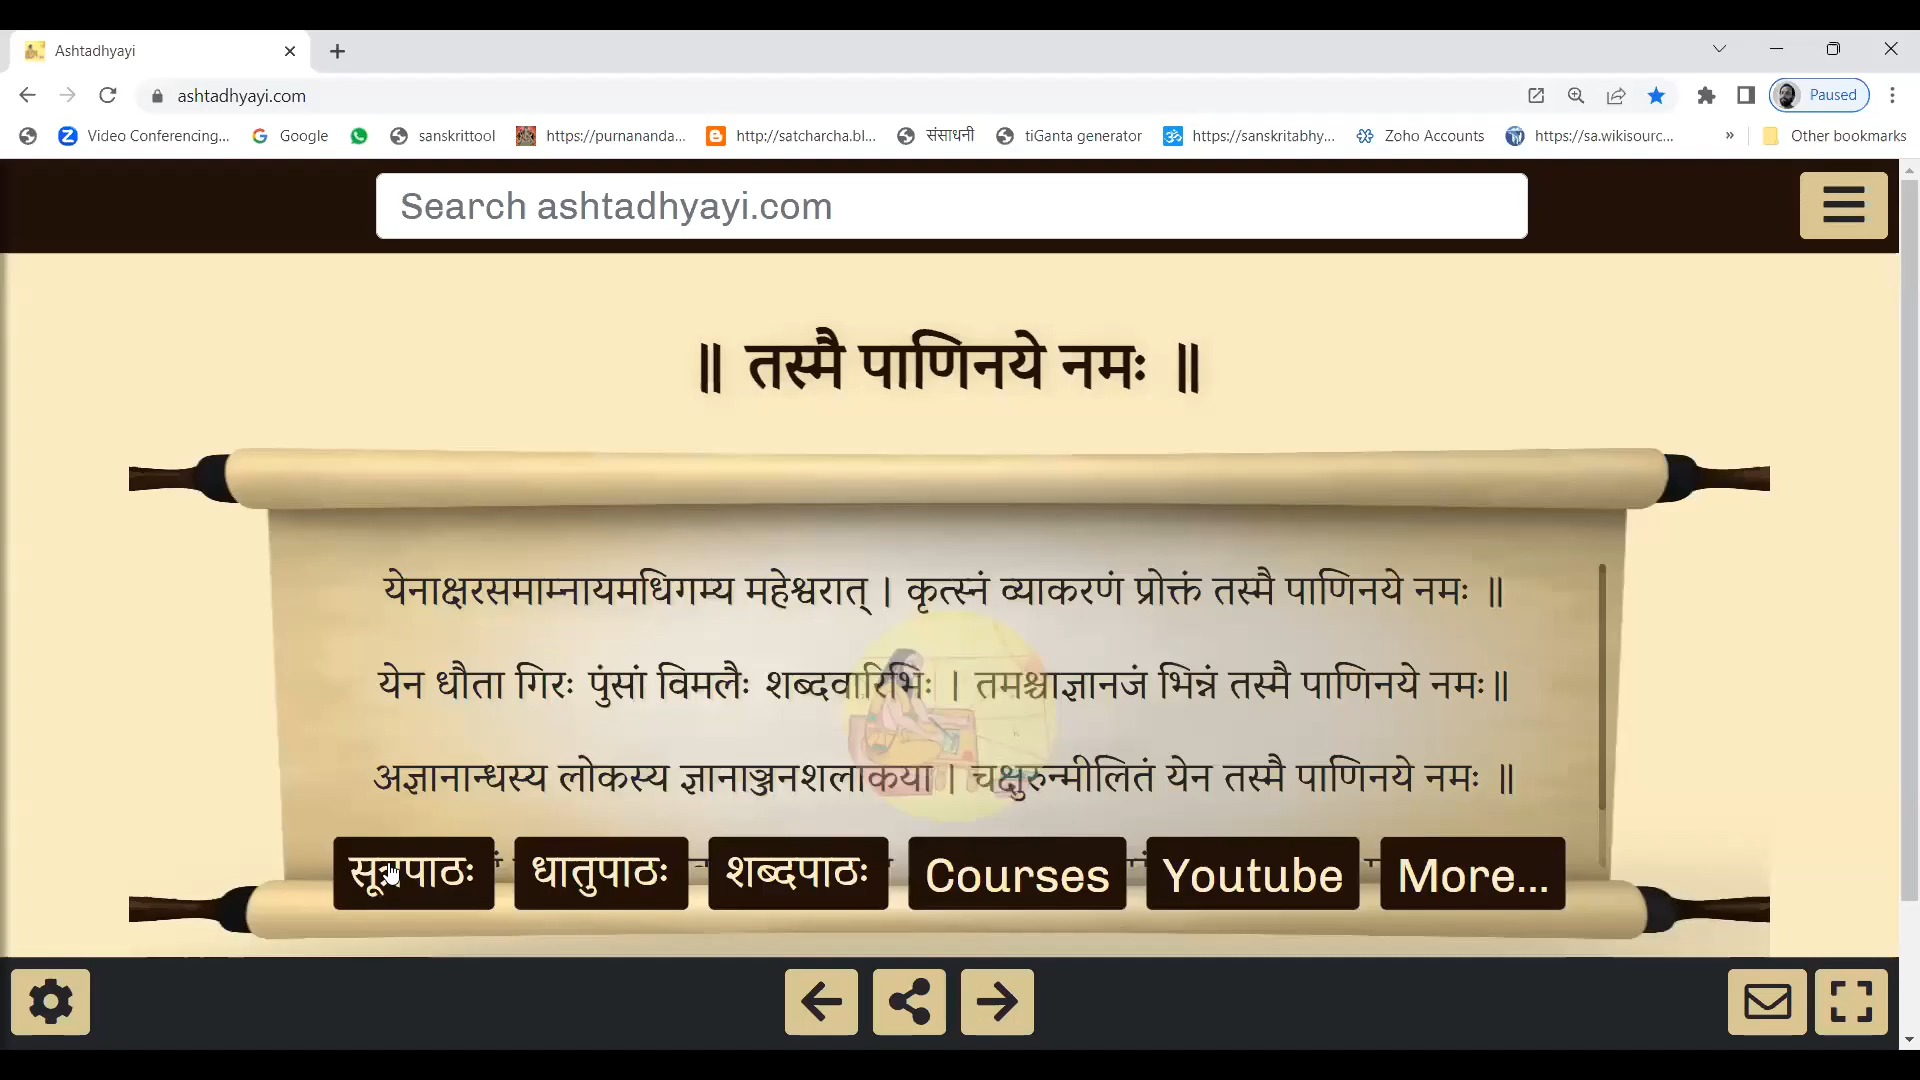 Ashtadhyayi
ashtadhyayi.com
Paused
Video Conferencing...
Google
sanskrittool
https://purnananda...
http://satcharcha.bl...
संसाधनी
tiGanta generator
https://sanskritabhy...
Zoho Accounts
https://sa.wikisourc...
»
Other bookmarks
Search ashtadhyayi.com
॥ तस्मै पाणिनये नमः ॥
येनाक्षरसमाम्नायमधिगम्य महेश्वरात् । कृत्स्नं व्याकरणं प्रोक्तं तस्मै पाणिनये नमः ॥
येन धौता गिरः पुंसां विमलैः शब्दवारिभिः । तमश्चाज्ञानजं भिन्नं तस्मै पाणिनये नमः॥
अज्ञानान्धस्य लोकस्य ज्ञानाञ्जनशलाकया । चक्षुरुन्मीलितं येन तस्मै पाणिनये नमः ॥
सूत्रपाठः धातुपाठः शब्दपाठः Courses Youtube More...